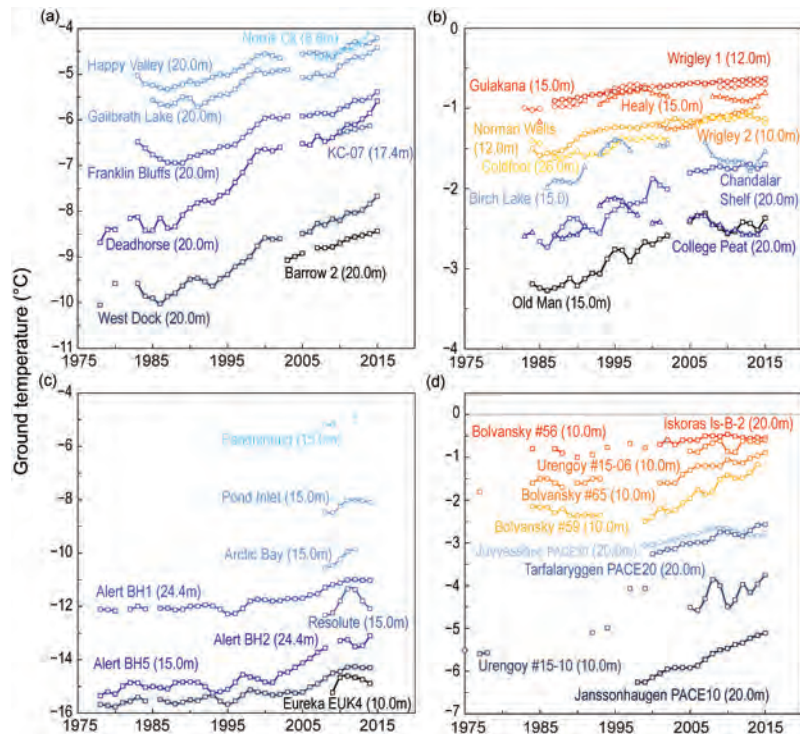 (a)
−4
−5
−6
−7
−8
−9
−10
−11
1975
1985
1995
2005
2015
Happy Valley (20.0m)
Galbrath Lake (20.0m)
Franklin Bluffs (20.0m)
KC-07 (17.4m)
Deadhorse (20.0m)
Barrow 2 (20.0m)
West Dock (20.0m)
(b)
0
−1
−2
−3
−4
1975
1985
1995
2005
2015
Wrigley 1 (12.0m)
Gulakana (15.0m)
Healy (15.0m)
Norman Wells
(12.0m)
Wrigley 2 (10.0m)
Birch Lake (15.0)
Chandalar
Shelf (20.0m)
College Peat (20.0m)
Old Man (15.0m)
Ground temperature (°C)
(c)
−4
−6
−8
−10
−12
−14
−16
1975
1985
1995
2005
2015
Pond Inlet (15.0m)
Arctic Bay (15.0m)
Alert BH1 (24.4m)
Resolute (15.0m)
Alert BH2 (24.4m)
Alert BH5 (15.0m)
Eureka EUK4 (10.0m)
(d)
0
−1
−2
−3
−4
−5
−6
−7
1975
1985
1995
2005
2015
Iskoras Is-B-2 (20.0m)
Bolvansky #56 (10.0m)
Urengoy #15-06 (10.0m)
Bolvansky #65 (10.0m)
Bolvansky #59 (10.0m)
Tarfalaryggen PACE20 (20.0m)
Urengoy #15-10 (10.0m)
Janssonhaugen PACE10 (20.0m)